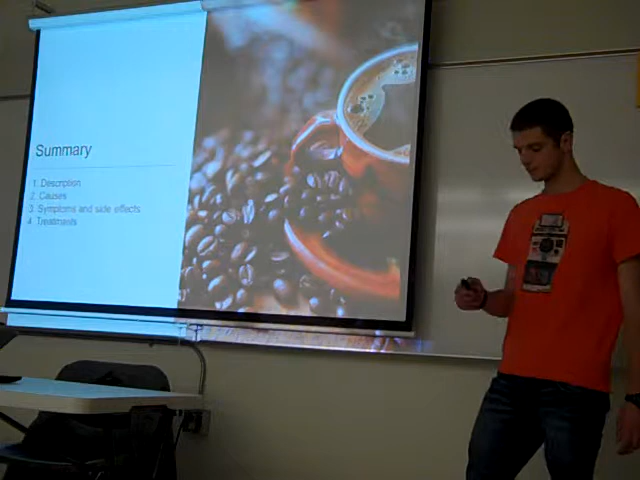 Summary
1. Description
2. Causes
3. Symptoms and side effects
4. Treatments